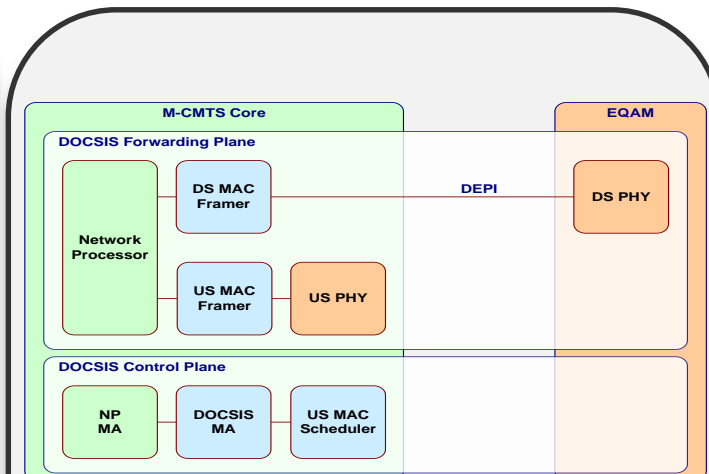 M-CMTS Core
EQAM
DOCSIS Forwarding Plane
DS MAC
Framer
DEPI
DS PHY
Network
Processor
US MAC
Framer
US PHY
DOCSIS Control Plane
NP
MA
DOCSIS
MA
US MAC
Scheduler